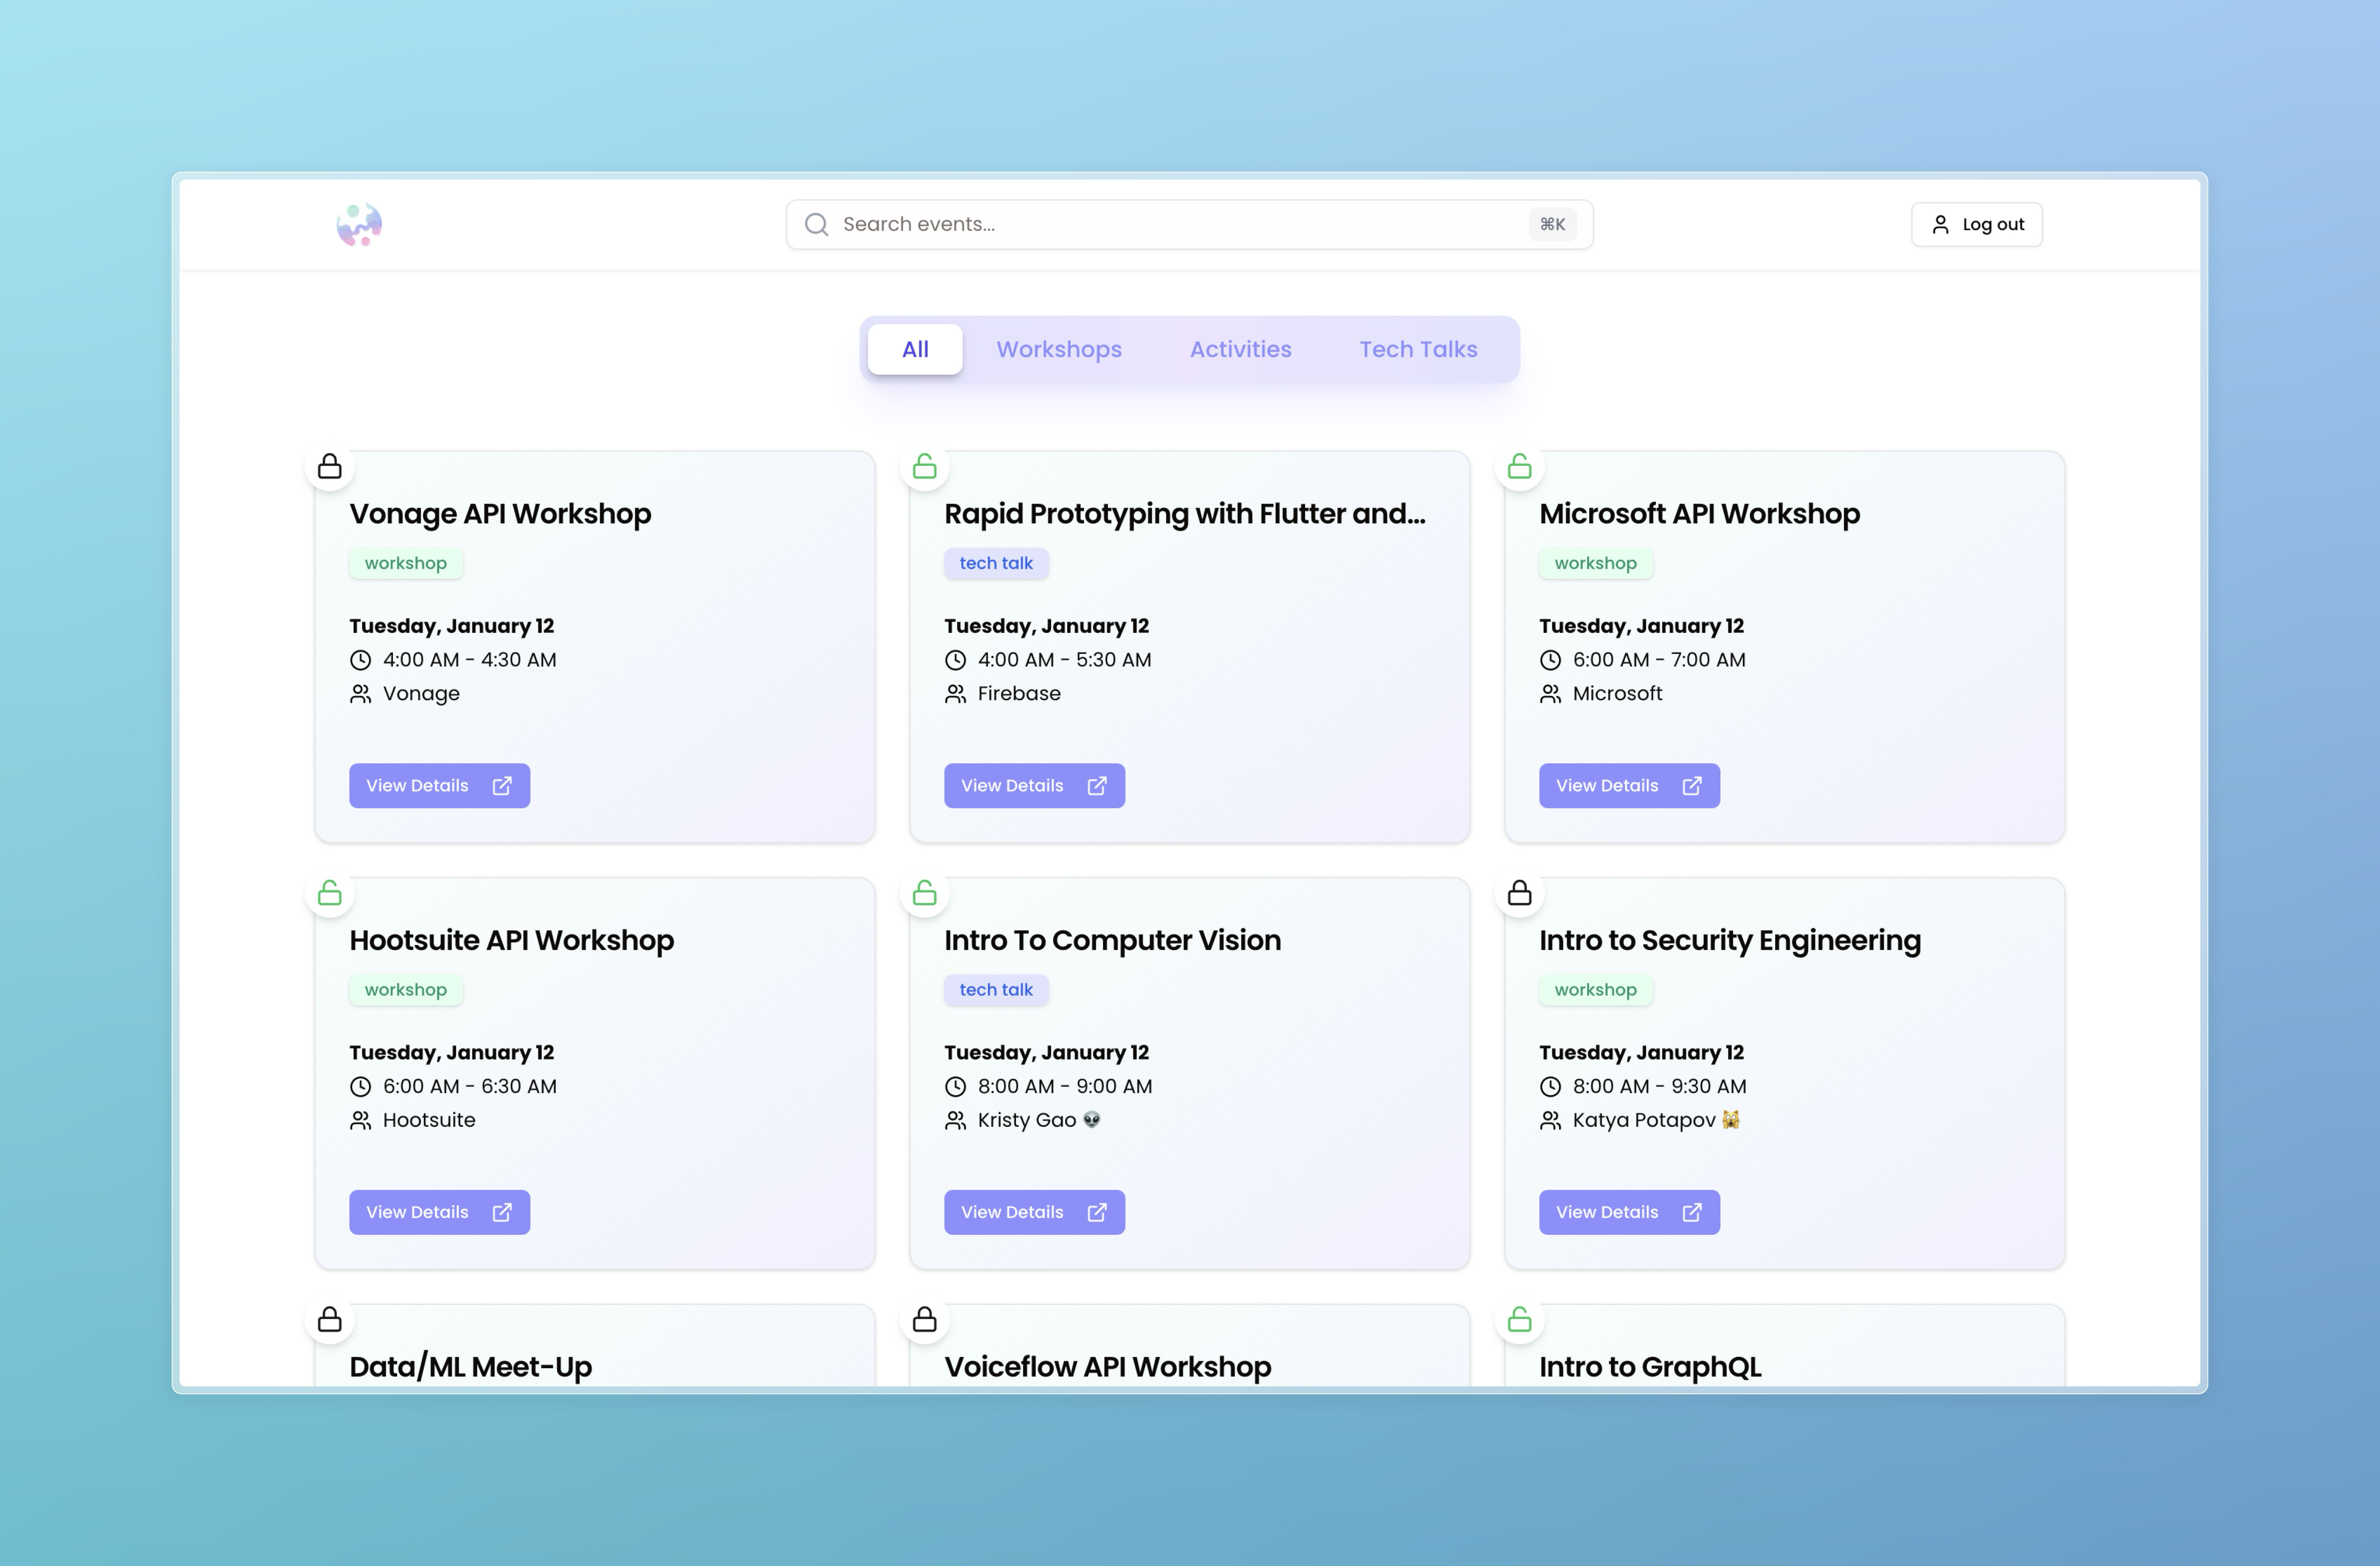 Search events...
⌘K
Log out
All
Workshops
Activities
Tech Talks
Vonage API Workshop
workshop
Tuesday, January 12
4:00 AM - 4:30 AM
Vonage
View Details
Rapid Prototyping with Flutter and...
tech talk
Tuesday, January 12
4:00 AM - 5:30 AM
Firebase
View Details
Microsoft API Workshop
workshop
Tuesday, January 12
6:00 AM - 7:00 AM
Microsoft
View Details
Hootsuite API Workshop
workshop
Tuesday, January 12
6:00 AM - 6:30 AM
Hootsuite
View Details
Intro To Computer Vision
tech talk
Tuesday, January 12
8:00 AM - 9:00 AM
Kristy Gao 👽
View Details
Intro to Security Engineering
workshop
Tuesday, January 12
8:00 AM - 9:30 AM
Katya Potapov 🙀
View Details
Data/ML Meet-Up
Voiceflow API Workshop
Intro to GraphQL